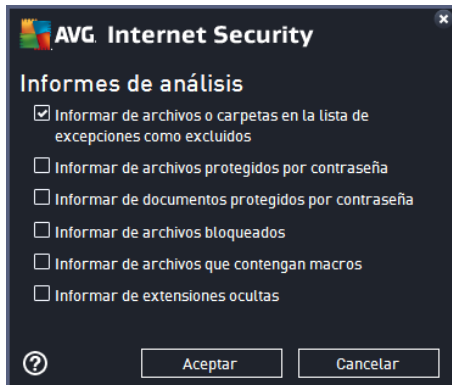 AVG. Internet Security
Informes de análisis
Informar de archivos o carpetas en la lista de
excepciones como excluidos
Informar de archivos protegidos por contraseña
Informar de documentos protegidos por contraseña
Informar de archivos bloqueados
Informar de archivos que contengan macros
Informar de extensiones ocultas
?
Aceptar
Cancelar